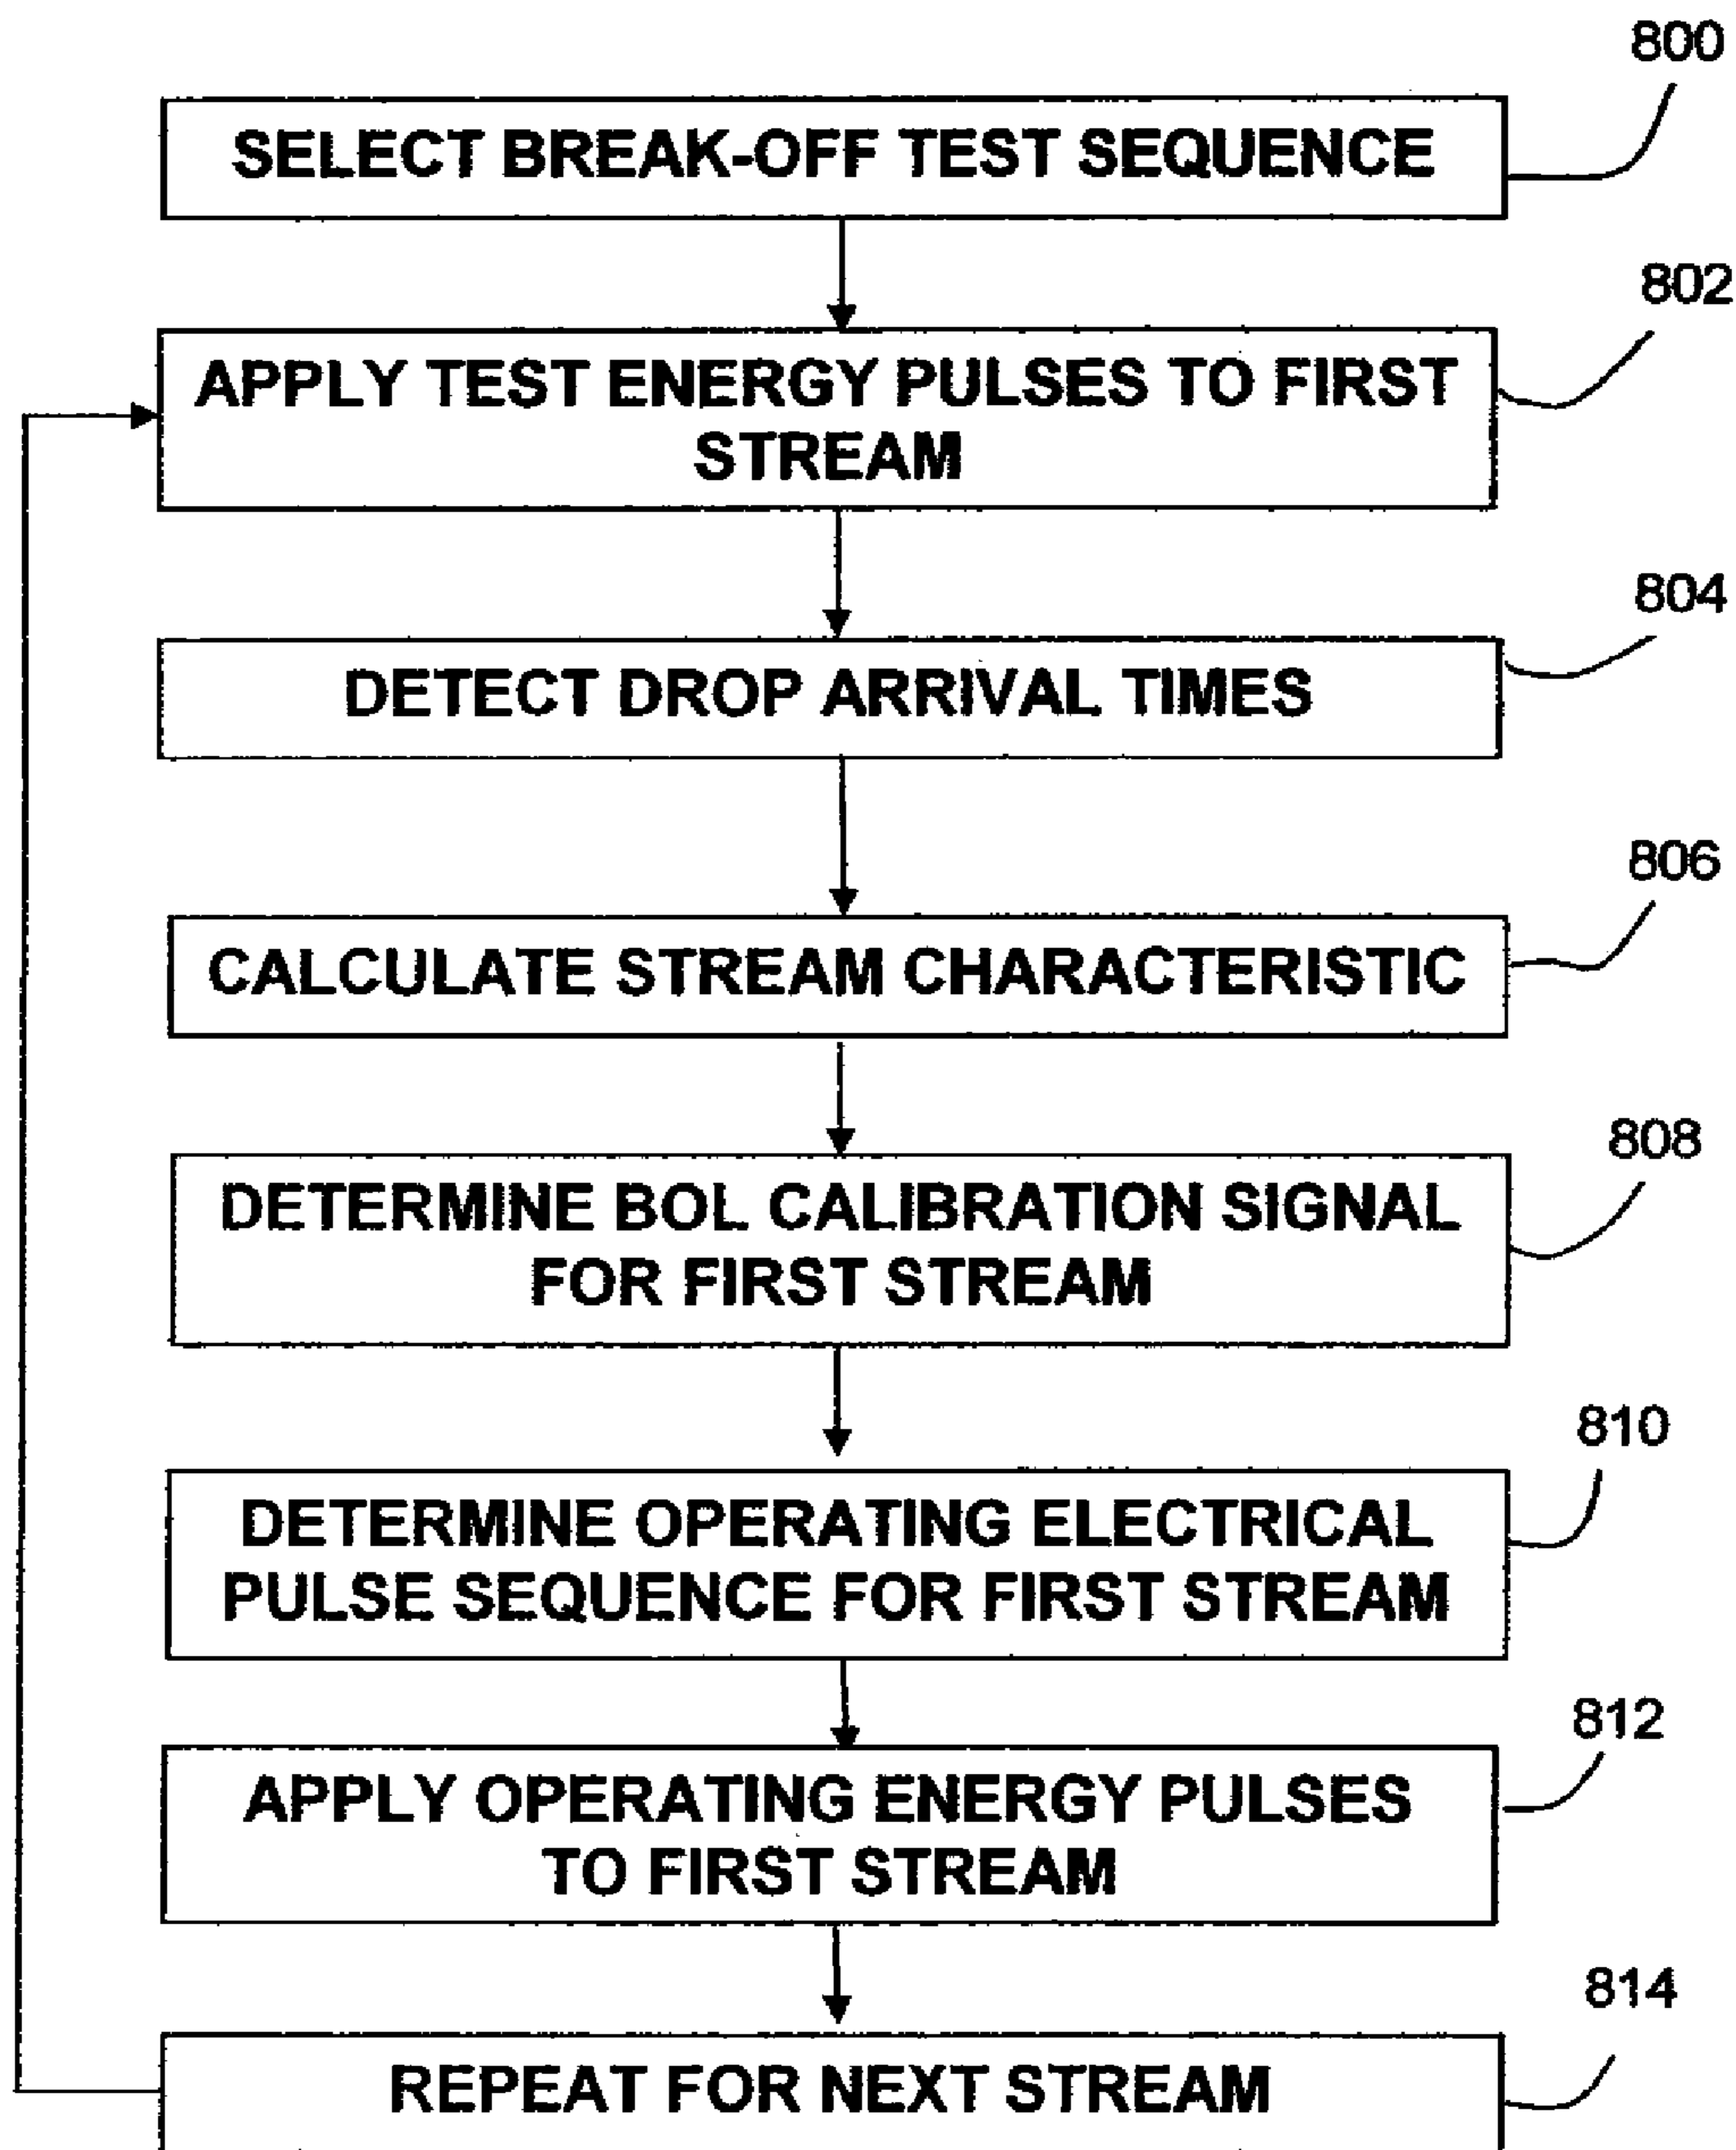 800
SELECT BREAK-OFF TEST SEQUENCE
802
APPLY TEST ENERGY PULSES TO FIRST
STREAM
804
DETECT DROP ARRIVAL TIMES
806
CALCULATE STREAM CHARACTERISTIC
808
DETERMINE BOL CALIBRATION SIGNAL
FOR FIRST STREAM
810
DETERMINE OPERATING ELECTRICAL
PULSE SEQUENCE FOR FIRST STREAM
812
APPLY OPERATING ENERGY PULSES
TO FIRST STREAM
814
REPEAT FOR NEXT STREAM